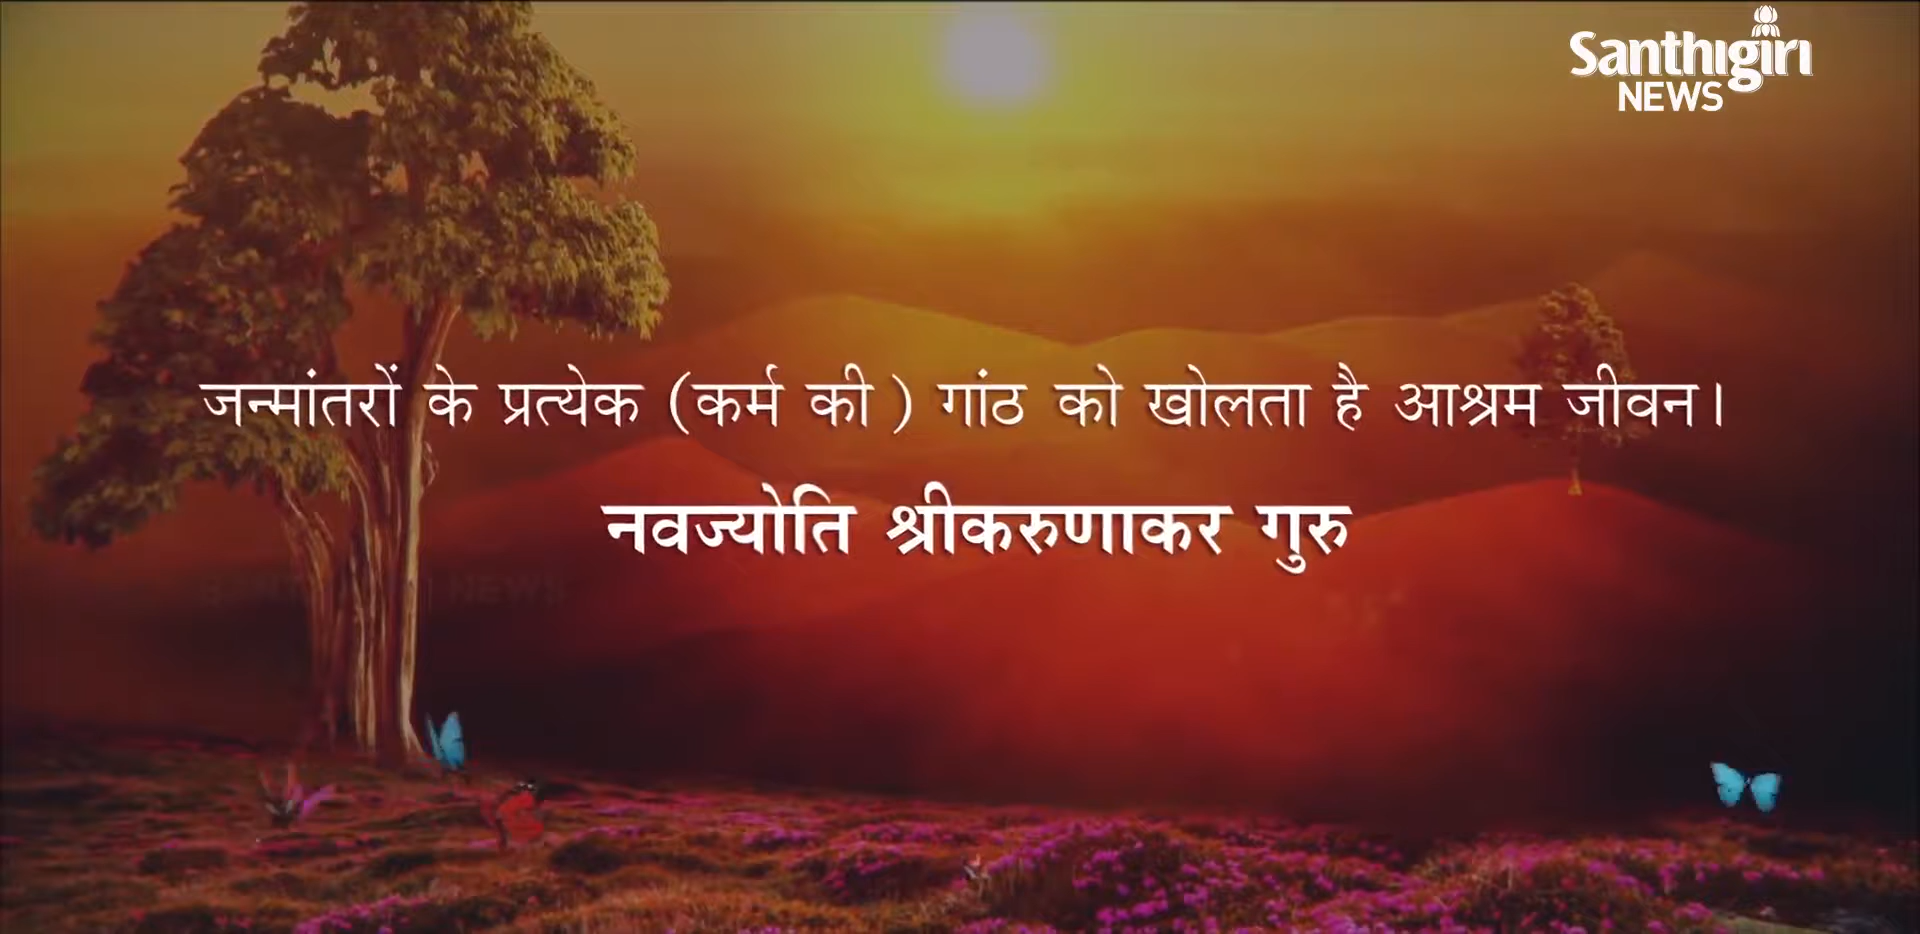 Santhigiri
NEWS
जन्मांतरों के प्रत्येक (कर्म की ) गांठ को खोलता है आश्रम जीवन।
नवज्योति श्रीकरुणाकर गुरु